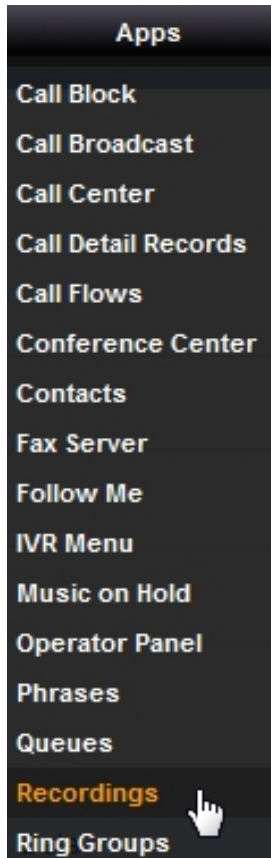 Apps
Call Block
Call Broadcast
Call Center
Call Detail Records
Call Flows
Conference Center
Contacts
Fax Server
Follow Me
IVR Menu
Music on Hold
Operator Panel
Phrases
Queues
Recordings
Ring Groups